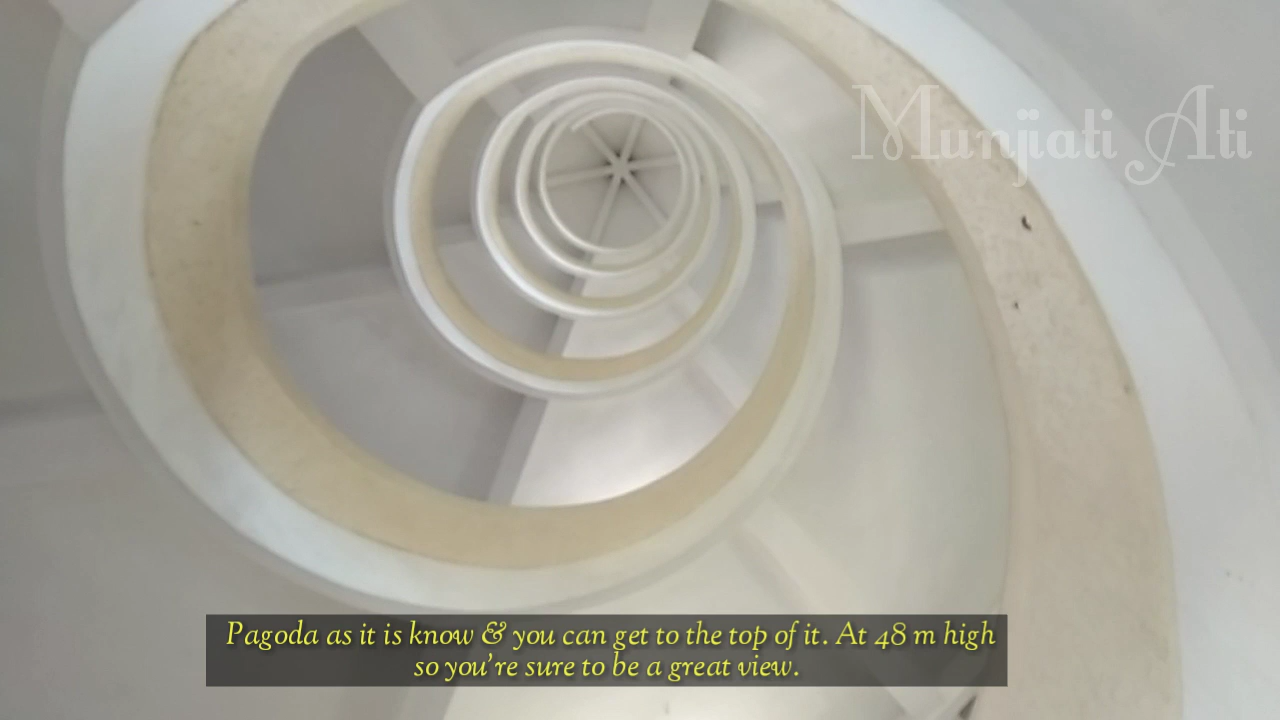 Munjiati Ati
Pagoda as it is know & you can get to the top of it. At 48 m high
so you're sure to be a great view.